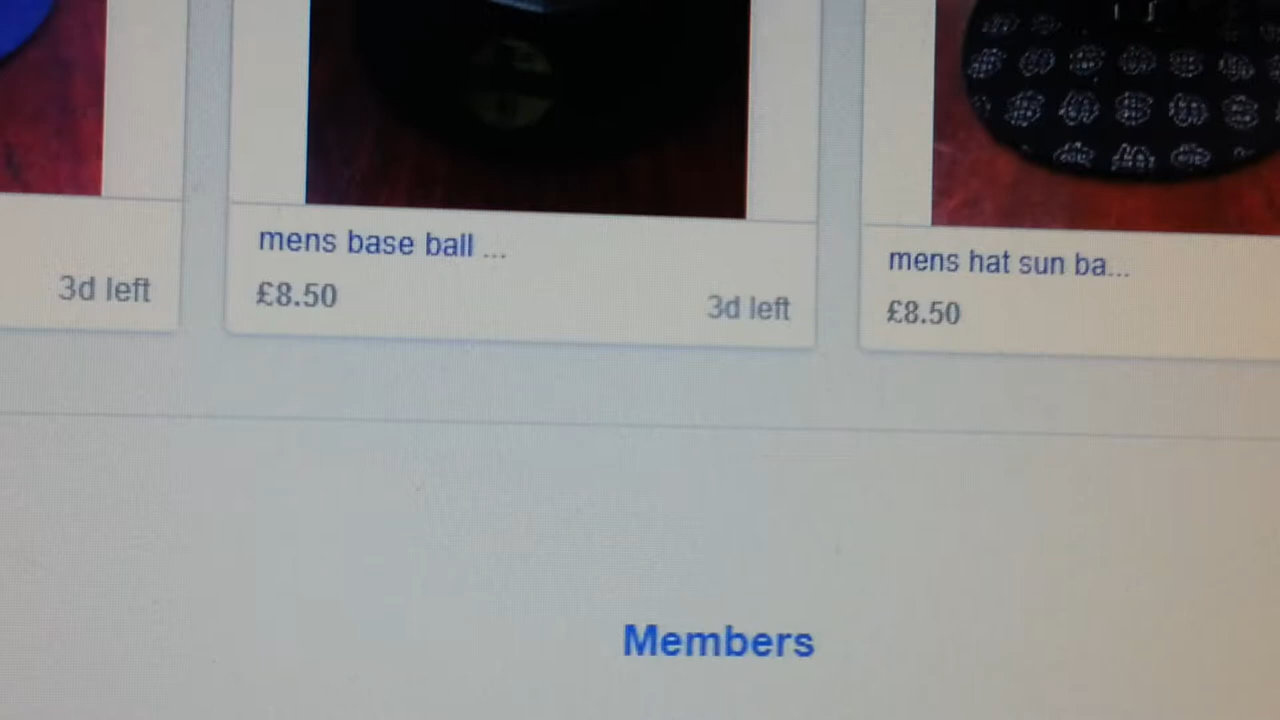 3d left
mens base ball ...
£8.50
3d left
mens hat sun ba...
£8.50
Members